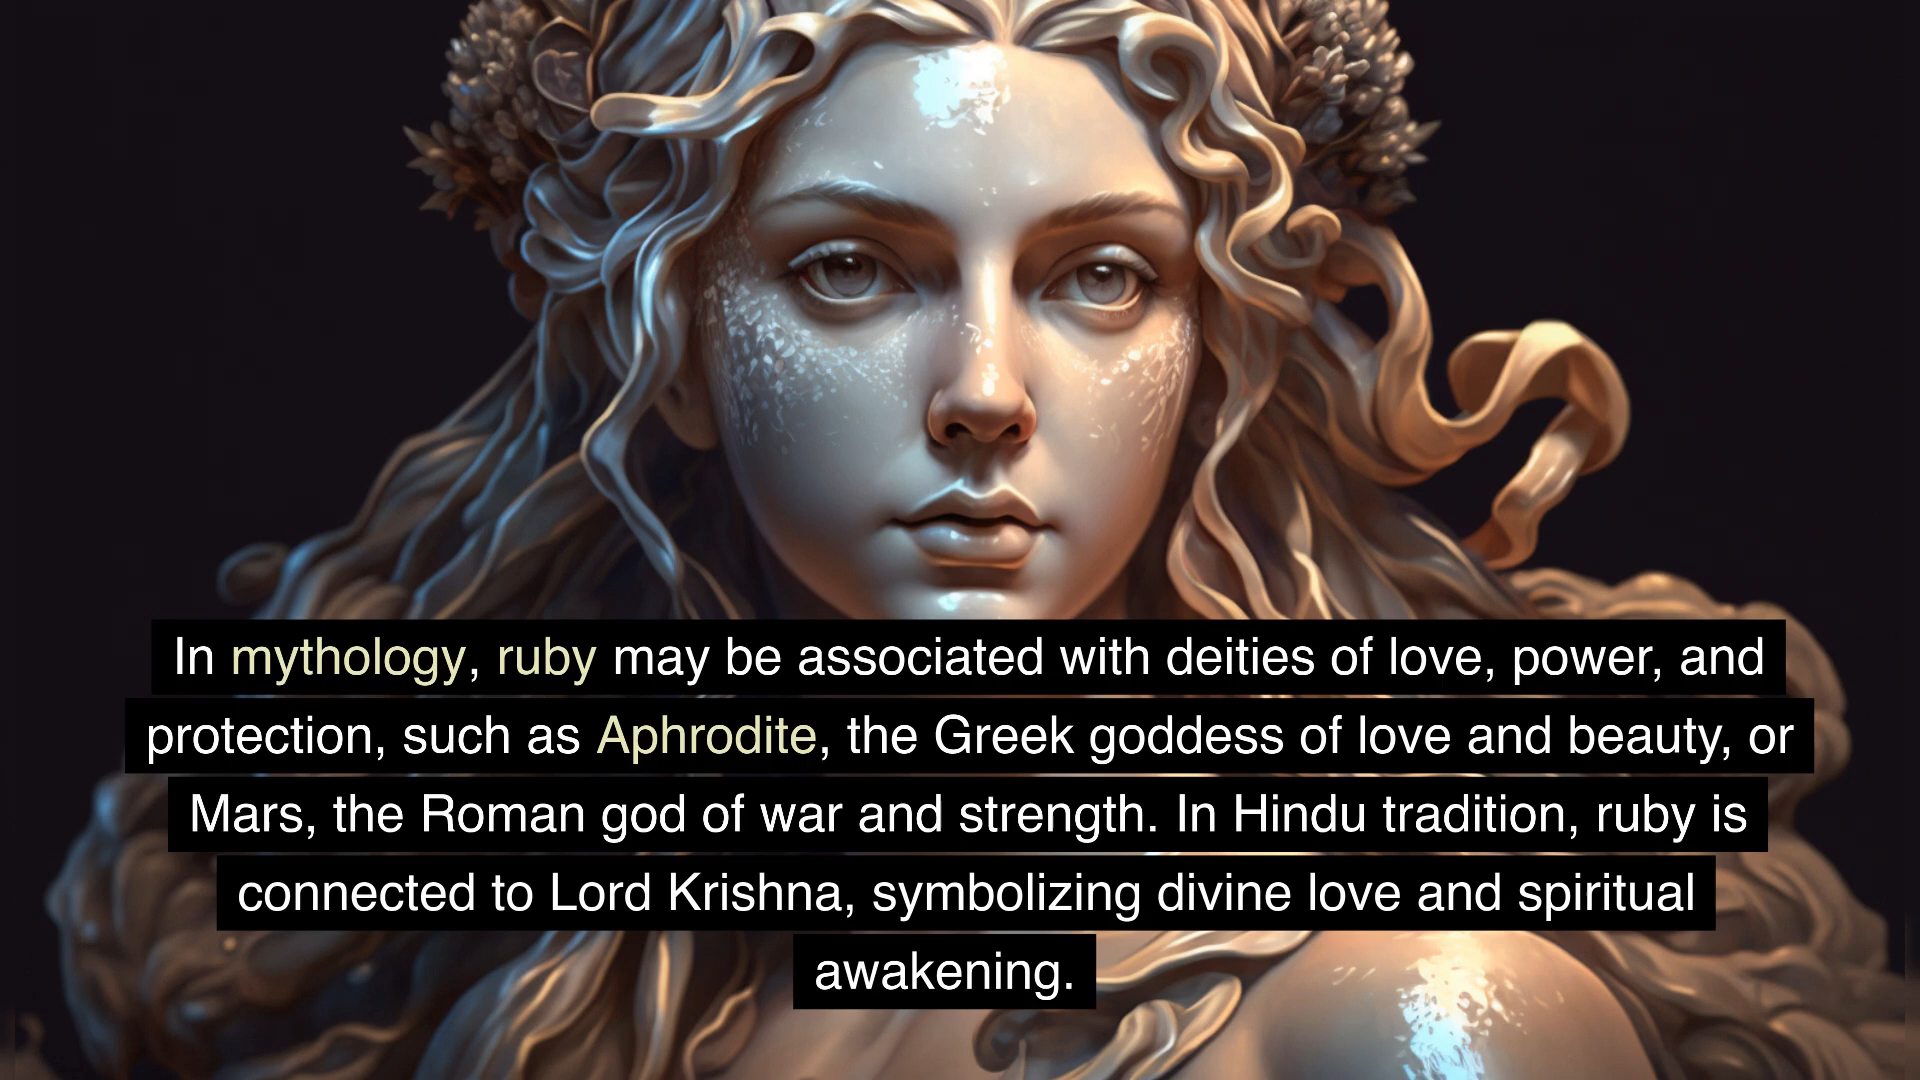 In mythology, ruby may be associated with deities of love, power, and
protection, such as Aphrodite, the Greek goddess of love and beauty, or
Mars, the Roman god of war and strength. In Hindu tradition, ruby is
connected to Lord Krishna, symbolizing divine love and spiritual
awakening.